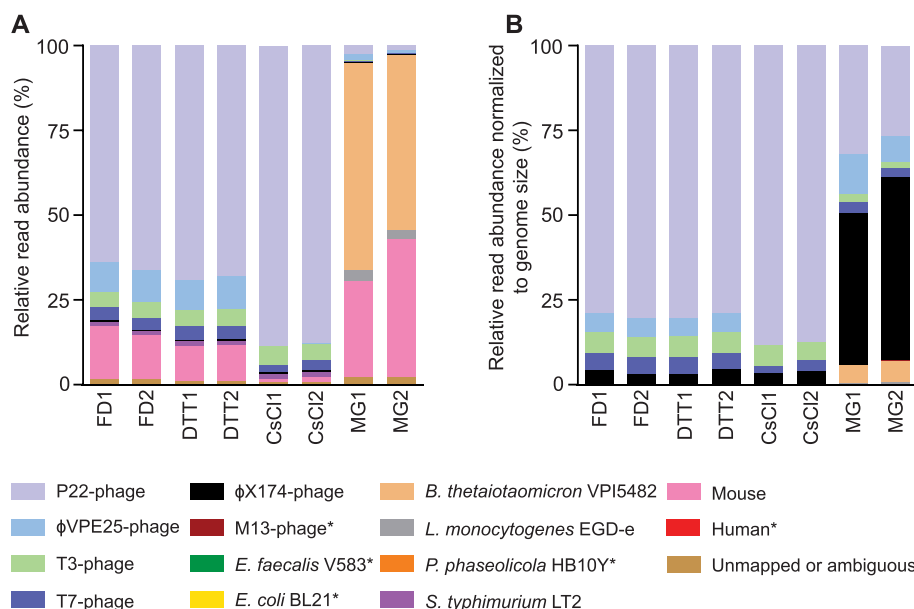 A
B
Relative read abundance (%)
100
75
50
25
0
FD1
FD2
DTT1
DTT2
CsCl1
CsCl2
MG1
MG2
Relative read abundance normalized
to genome size (%)
100
50
25
0
FD1
FD2
DTT1
DTT2
CsCl1
CsCl2
MG1
MG2
P22-phage
ϕVPE25-phage
T3-phage
T7-phage
ϕX174-phage
M13-phage*
E. faecalis V583*
E. coli BL21*
B. thetaiotaomicron VPI5482
L. monocytogenes EGD-e
P. phaseolicola HB10Y*
S. typhimurium LT2
Mouse
Human*
Unmapped or ambiguous